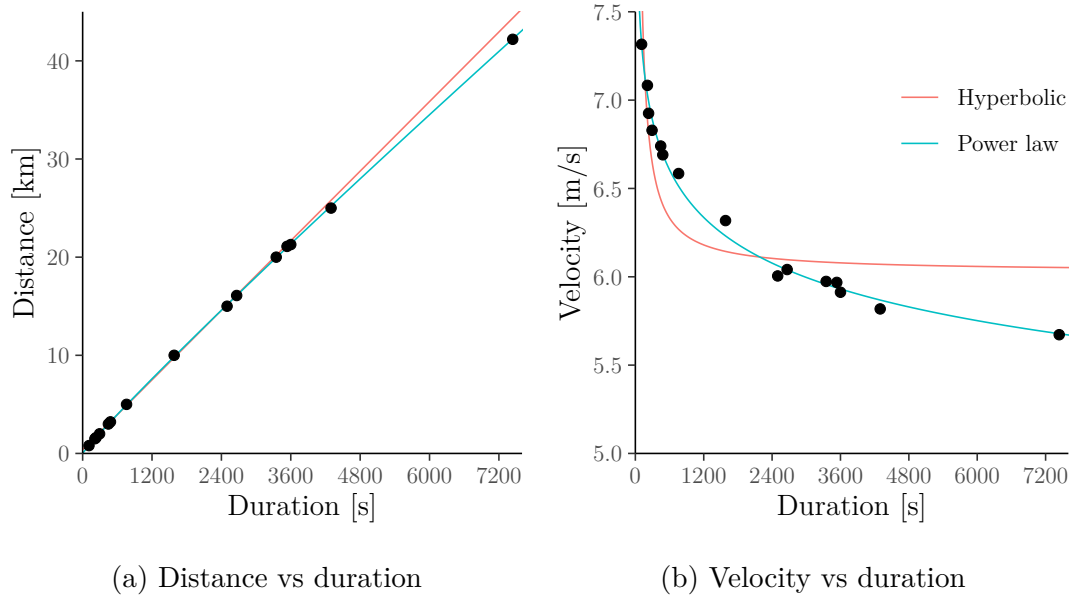 40
30
20
10
0
0 1200 2400 3600 4800 6000 7200
Distance [km]
Duration [s]
(a) Distance vs duration
7.5
7.0
6.5
6.0
5.5
5.0
0 1200 2400 3600 4800 6000 7200
Velocity [m/s]
Duration [s]
Hyperbolic
Power law
(b) Velocity vs duration